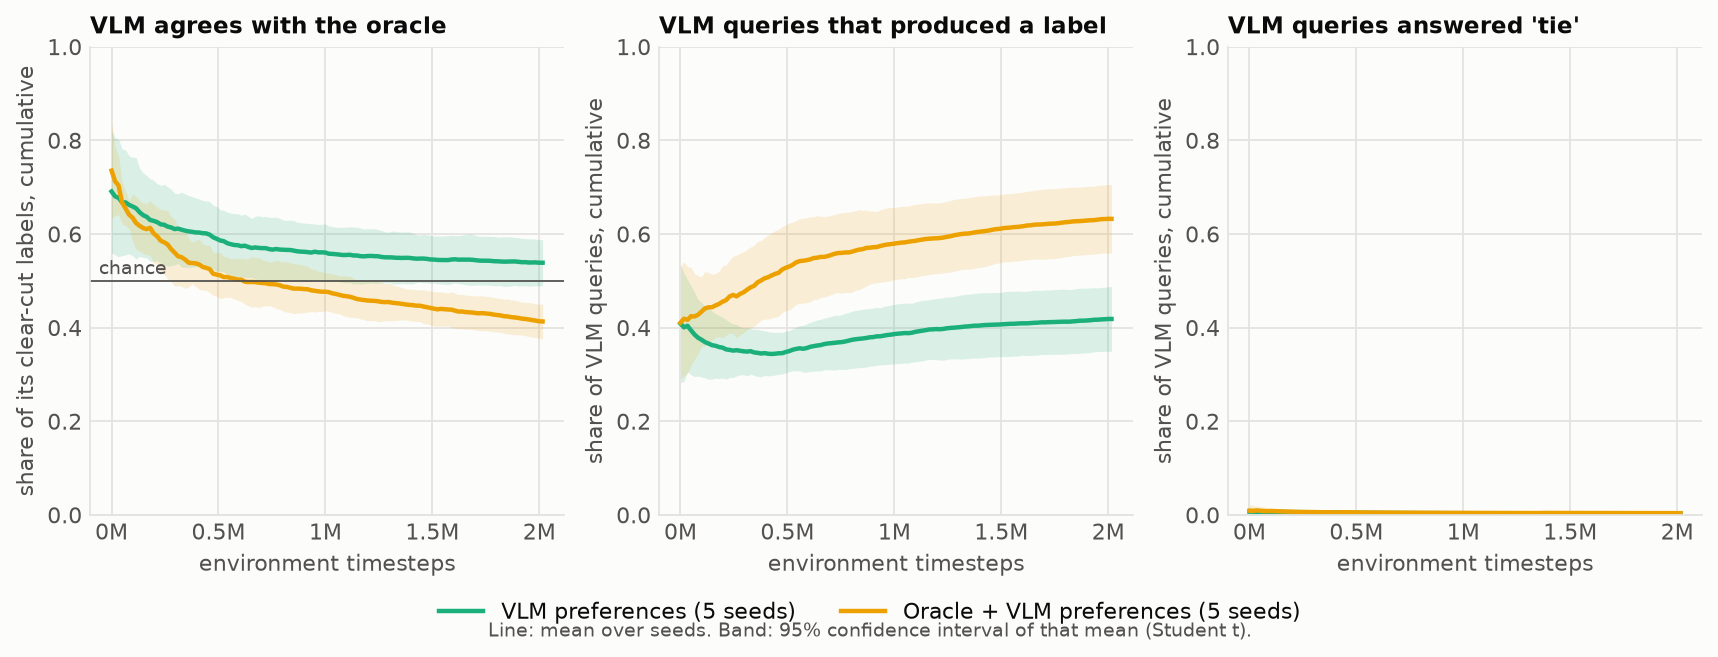 VLM agrees with the oracle
share of its clear-cut labels, cumulative
1.0
0.8
0.6
0.4
0.2
0.0
chance
0M 0.5M 1M 1.5M 2M
environment timesteps
VLM queries that produced a label
share of VLM queries, cumulative
1.0
0.8
0.6
0.4
0.2
0.0
0M 0.5M 1M 1.5M 2M
environment timesteps
VLM queries answered 'tie'
share of VLM queries, cumulative
1.0
0.8
0.6
0.4
0.2
0.0
0M 0.5M 1M 1.5M 2M
environment timesteps
VLM preferences (5 seeds) Oracle + VLM preferences (5 seeds)
Line: mean over seeds. Band: 95% confidence interval of that mean (Student t).